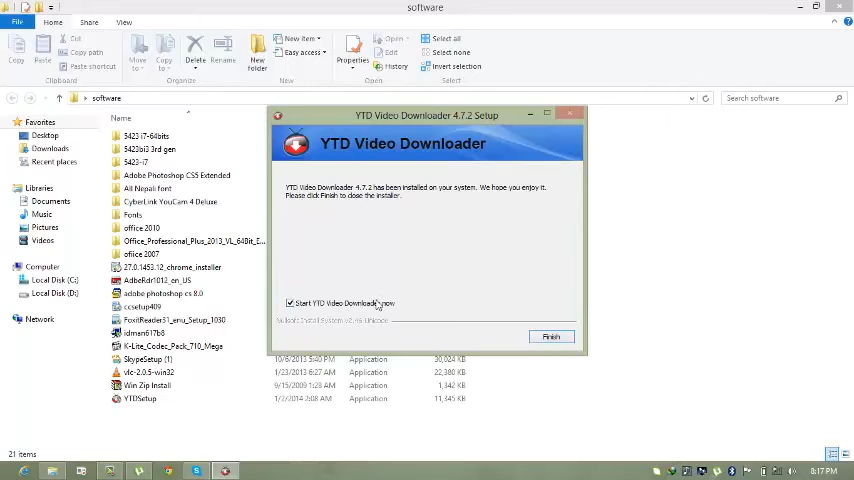 software
File
Home
Share
View
Copy
Paste
Cut
Copy path
Paste shortcut
Clipboard
Move to
Copy to
Delete
Rename
Organize
New folder
New item
Easy access
New
Properties
Open
Edit
History
Open
Select all
Select none
Invert selection
Select
software
Search software
Favorites
Desktop
Downloads
Recent places
Libraries
Documents
Music
Pictures
Videos
Computer
Local Disk (C:)
Local Disk (D:)
Network
Name
5423 i7-64bits
5423bii3 3rd gen
5423-i7
Adobe Photoshop CS5 Extended
All Nepali font
CyberLink YouCam 4 Deluxe
Fonts
office 2010
Office_Professional_Plus_2013_VL_64Bit_E...
office 2007
27.0.1453.12_chrome_installer
AdbeRdr1012_en_US
adobe photoshop cs 8.0
ccsetup409
FoxitReader31_enu_Setup_1030
idman617b8
K-Lite_Codec_Pack_710_Mega
SkypeSetup (1) 10/6/2013 5:40 PM Application 30,024 KB
vlc-2.0.5-win32 1/23/2013 6:27 AM Application 22,380 KB
Win Zip Install 9/15/2009 1:28 AM Application 1,342 KB
YTDSetup 1/2/2014 2:08 AM Application 11,345 KB
YTD Video Downloader 4.7.2 Setup
YTD Video Downloader
YTD Video Downloader 4.7.2 has been installed on your system. We hope you enjoy it.
Please click Finish to close the installer.
Start YTD Video Downloader now
Nullsoft Install System v2.46-Unicode
Finish
21 items
8:17 PM